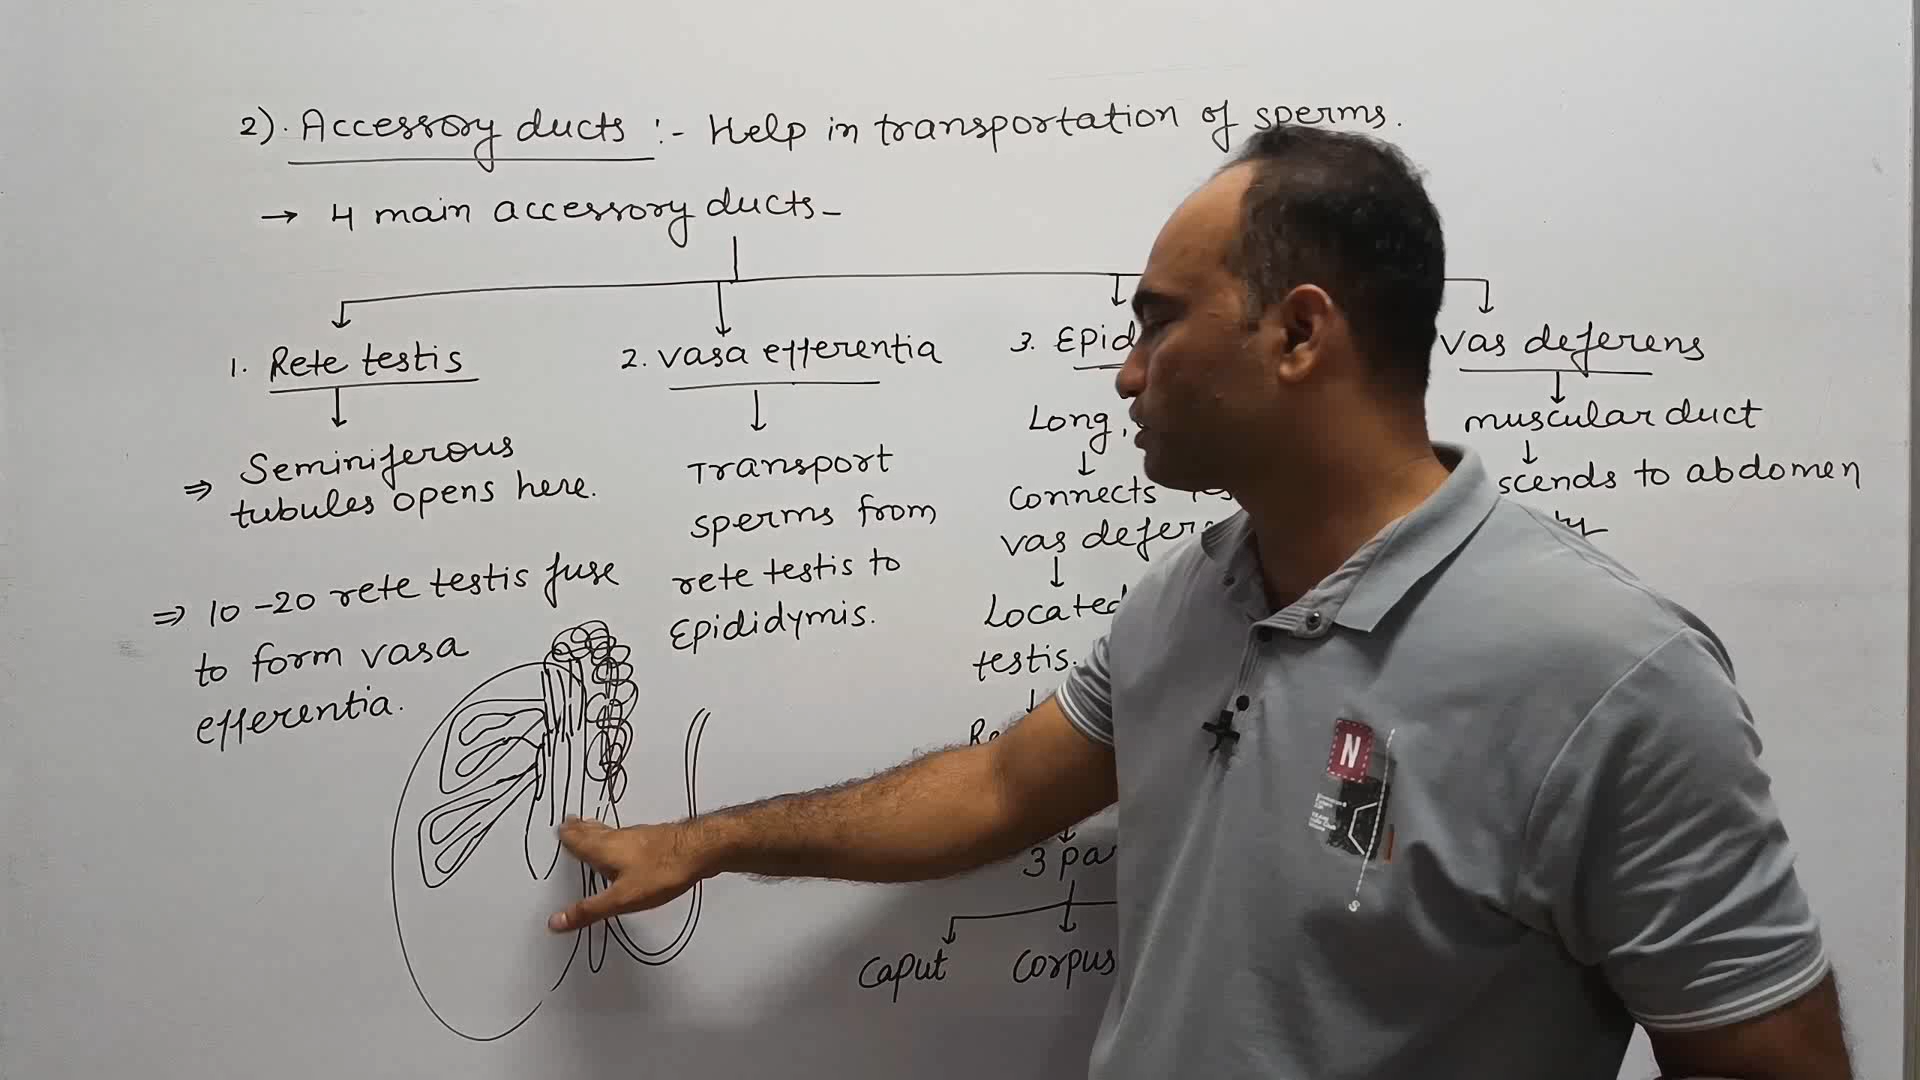 2). Accessory ducts :- Help in transportation of sperms.
→ 4 main accessory ducts-
1. Rete testis
2. Vasa efferentia
3. Epid
Vas deferens
⇒ Seminiferous
tubules opens here.
⇒ 10-20 rete testis fuse
to form vasa
efferentia.
Transport
sperms from
rete testis to
Epididymis.
Long,
Connects
vas defer
Located
testis.
3 pa
Caput
Corpus
muscular duct
scends to abdomen
N
S